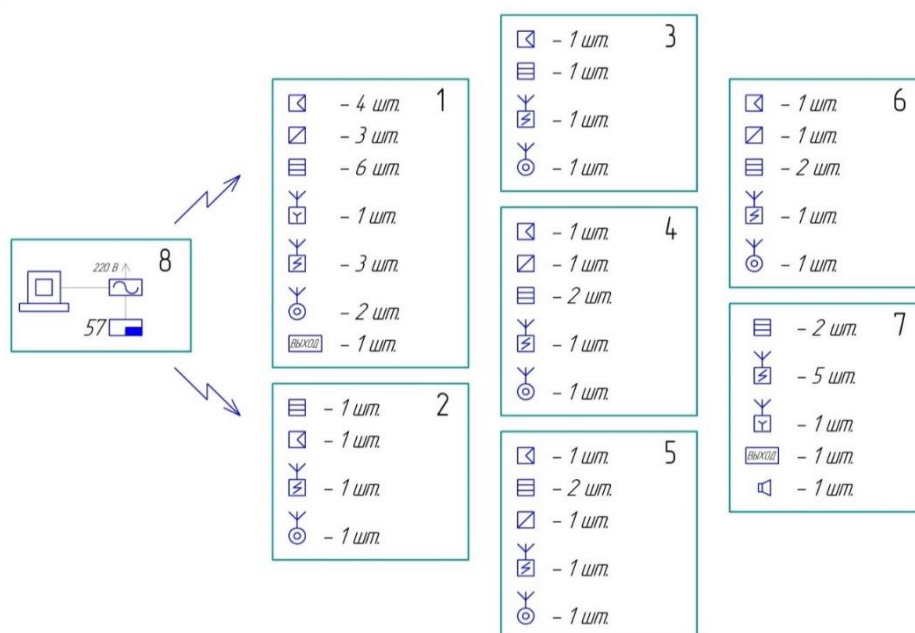 8
220 В
57
1
– 4 шт.
– 3 шт.
– 6 шт.
– 1 шт.
– 3 шт.
– 2 шт.
ВЫХОД – 1 шт.
2
– 1 шт.
– 1 шт.
– 1 шт.
– 1 шт.
3
– 1 шт.
– 1 шт.
– 1 шт.
– 1 шт.
4
– 1 шт.
– 1 шт.
– 2 шт.
– 1 шт.
– 1 шт.
5
– 1 шт.
– 2 шт.
– 1 шт.
– 1 шт.
– 1 шт.
6
– 1 шт.
– 1 шт.
– 2 шт.
– 1 шт.
– 1 шт.
7
– 2 шт.
– 5 шт.
– 1 шт.
ВЫХОД – 1 шт.
– 1 шт.